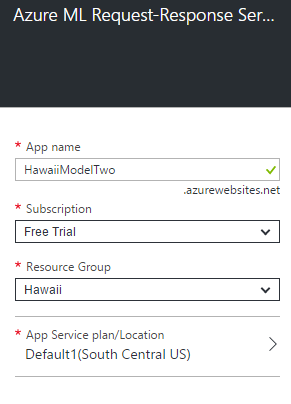 Azure ML Request-Response Ser...
* App name
HawaiiModelTwo
.azurewebsites.net
* Subscription
Free Trial
* Resource Group
Hawaii
* App Service plan/Location
Default1(South Central US)